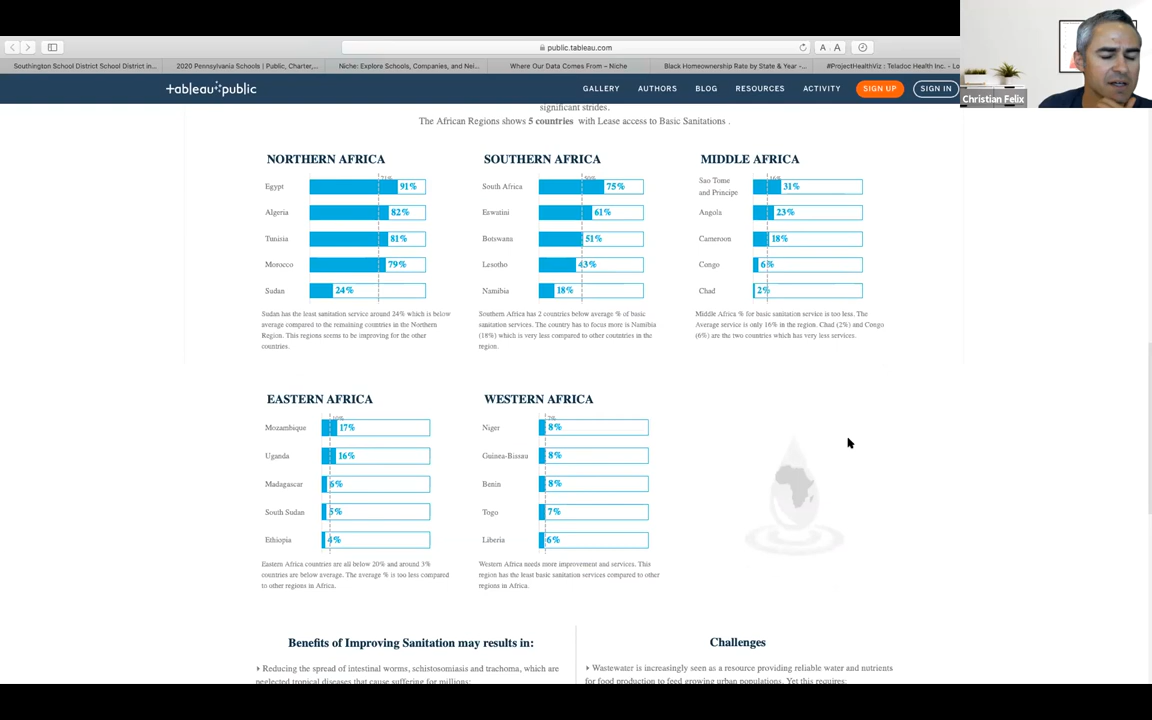 public.tableau.com
A A
Southington School District School District in...
2020 Pennsylvania Schools | Public, Charter,...
Niche: Explore Schools, Companies, and Nei...
Where Our Data Comes From – Niche
Black Homeownership Rate by State & Year –...
#ProjectHealthViz : Teladoc Health Inc. - Lo
Christian Felix
+ableau+public
GALLERY AUTHORS BLOG RESOURCES ACTIVITY SIGN UP SIGN IN
significant strides.
The African Regions shows 5 countries with Lease access to Basic Sanitations .
NORTHERN AFRICA
71%
Egypt 91%
Algeria 82%
Tunisia 81%
Morocco 79%
Sudan 24%
Sudan has the least sanitation service around 24% which is below
average compared to the remaining countries in the Northern
Region. This regions seems to be improving for the other
countries.
SOUTHERN AFRICA
50%
South Africa 75%
Eswatini 61%
Botswana 51%
Lesotho 43%
Namibia 18%
Southern Africa has 2 countries below average % of basic
sanitation services. The country has to focus more is Namibia
(18%) which is very less compared to other coutntries in the
region.
MIDDLE AFRICA
16%
Sao Tome
and Principe 31%
Angola 23%
Cameroon 18%
Congo 6%
Chad 2%
Middle Africa % for basic sanitation service is too less. The
Average service is only 16% in the region. Chad (2%) and Congo
(6%) are the two countries which has very less services.
EASTERN AFRICA
10%
Mozambique 17%
Uganda 16%
Madagascar 6%
South Sudan 5%
Ethiopia 4%
Eastern Africa countries are all below 20% and around 3%
countries are below average. The average % is too less compared
to other regions in Africa.
WESTERN AFRICA
7%
Niger 8%
Guinea-Bissau 8%
Benin 8%
Togo 7%
Liberia 6%
Western Africa needs more improvement and services. This
region has the least basic sanitation services compared to other
regions in Africa.
Benefits of Improving Sanitation may results in:
Reducing the spread of intestinal worms, schistosomiasis and trachoma, which are
neglected tropical diseases that cause suffering for millions;
Challenges
Wastewater is increasingly seen as a resource providing reliable water and nutrients
for food production to feed growing urban populations. Yet this requires: